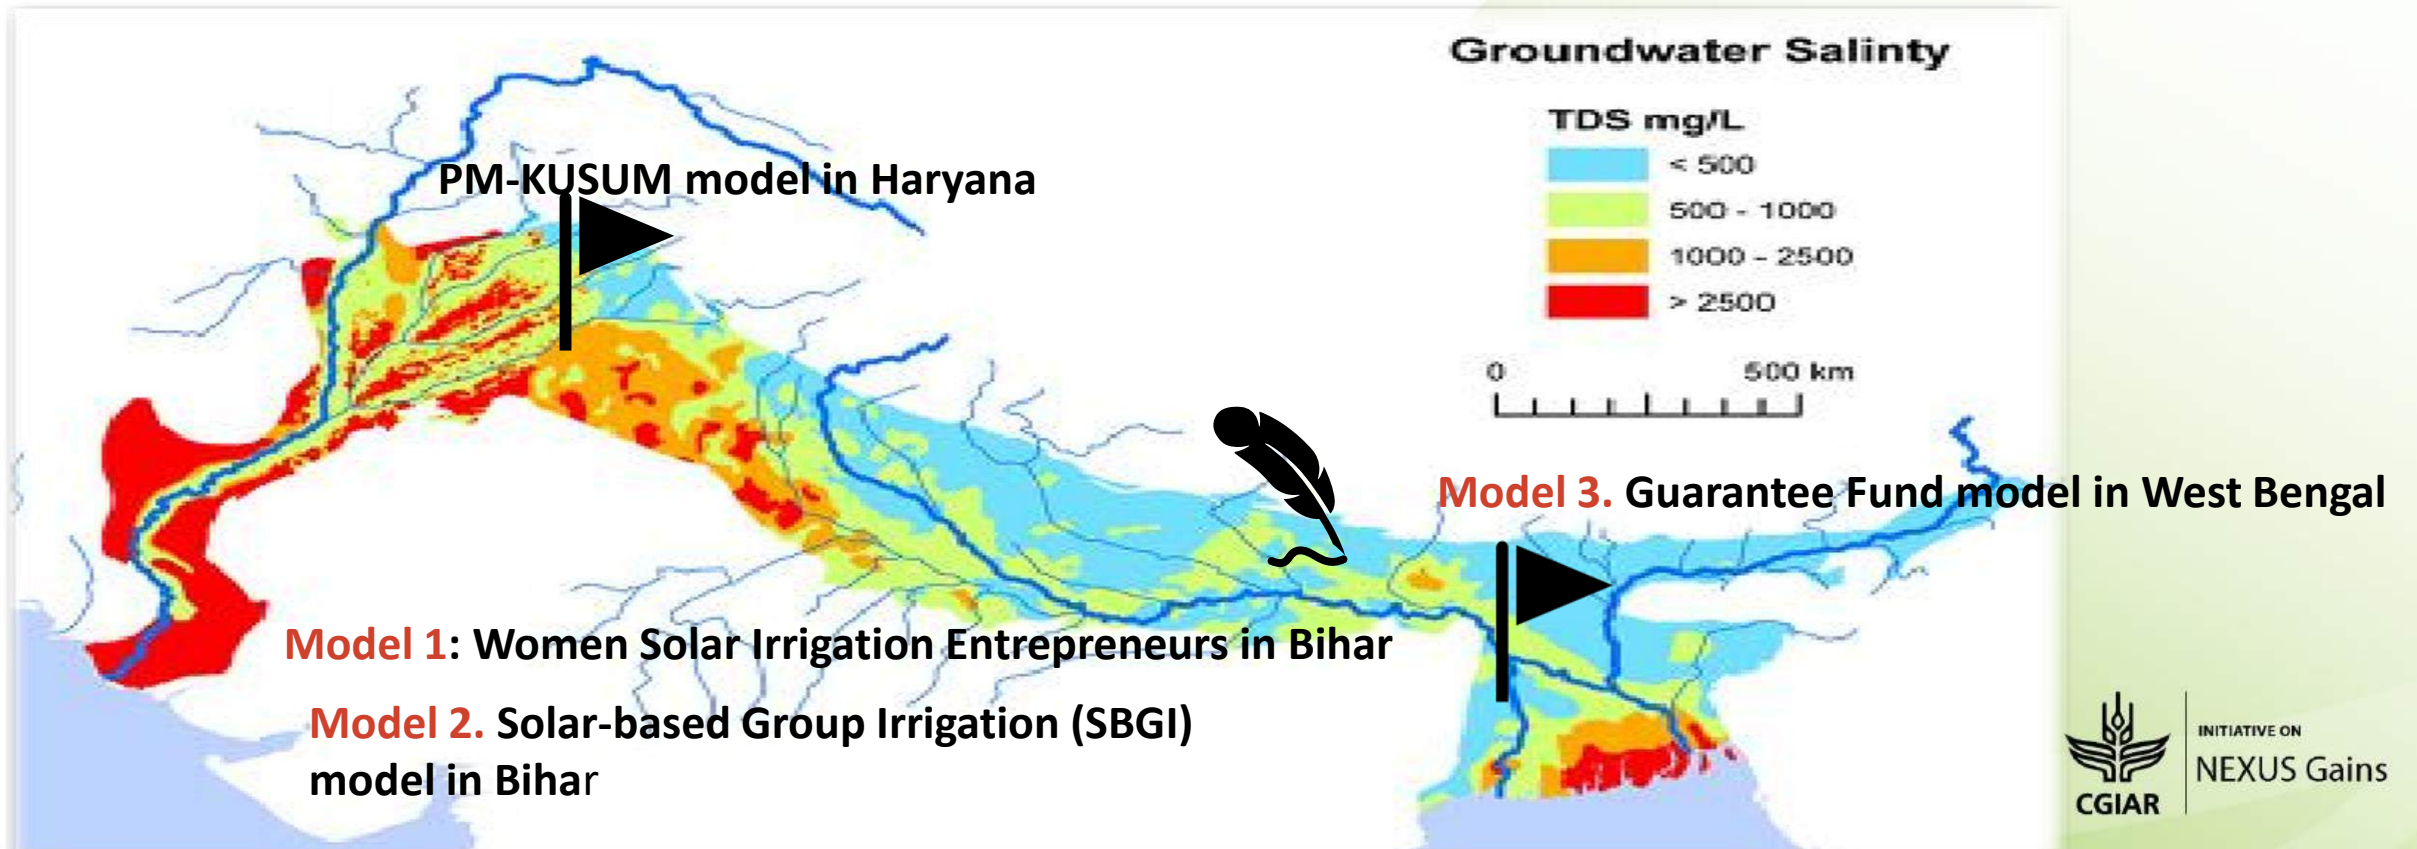 Groundwater Salinty
TDS mg/L
< 500
500 - 1000
1000 - 2500
> 2500
0 500 km
PM-KUSUM model in Haryana
Model 3. Guarantee Fund model in West Bengal
Model 1: Women Solar Irrigation Entrepreneurs in Bihar
Model 2. Solar-based Group Irrigation (SBGI)
model in Bihar
CGIAR
INITIATIVE ON
NEXUS Gains